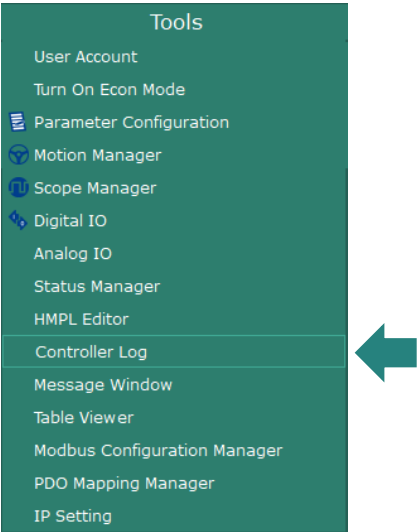 Tools
User Account
Turn On Econ Mode
Parameter Configuration
Motion Manager
Scope Manager
Digital IO
Analog IO
Status Manager
HMPL Editor
Controller Log
Message Window
Table Viewer
Modbus Configuration Manager
PDO Mapping Manager
IP Setting